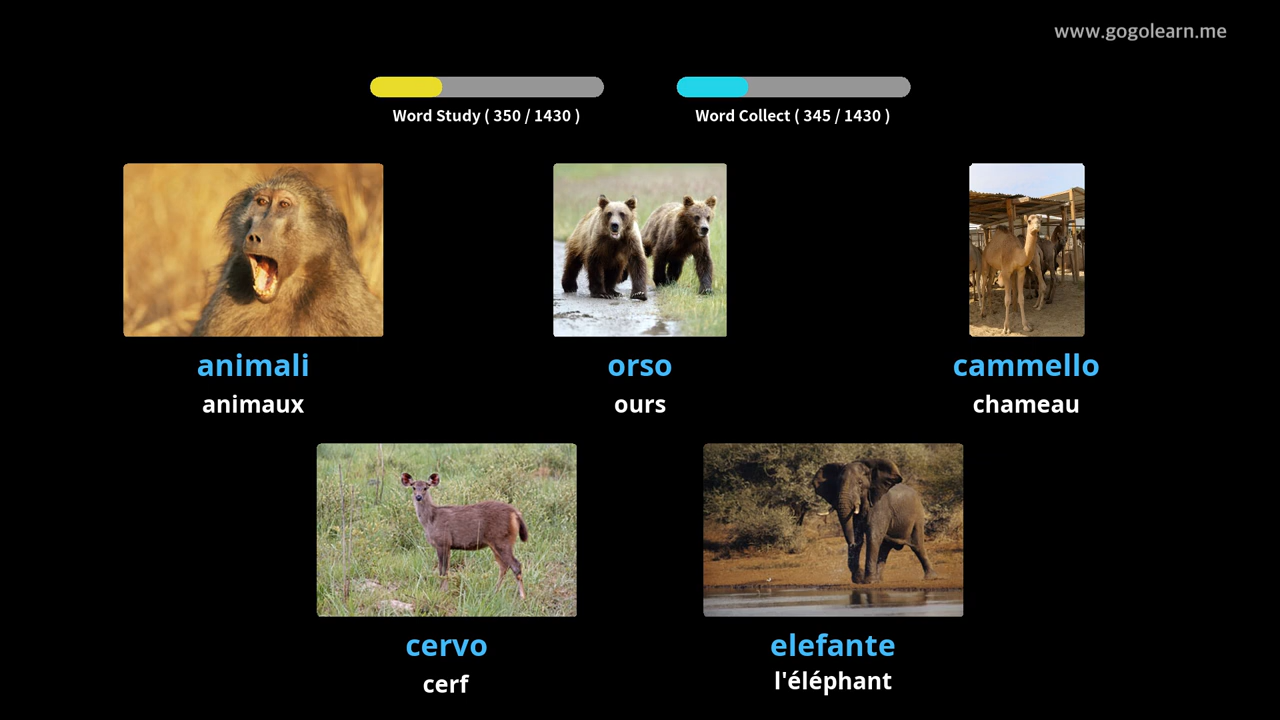 www.gogolearn.me
Word Study ( 350 / 1430 )
Word Collect ( 345 / 1430 )
animali
animaux
orso
ours
cammello
chameau
cervo
cerf
elefante
l'éléphant